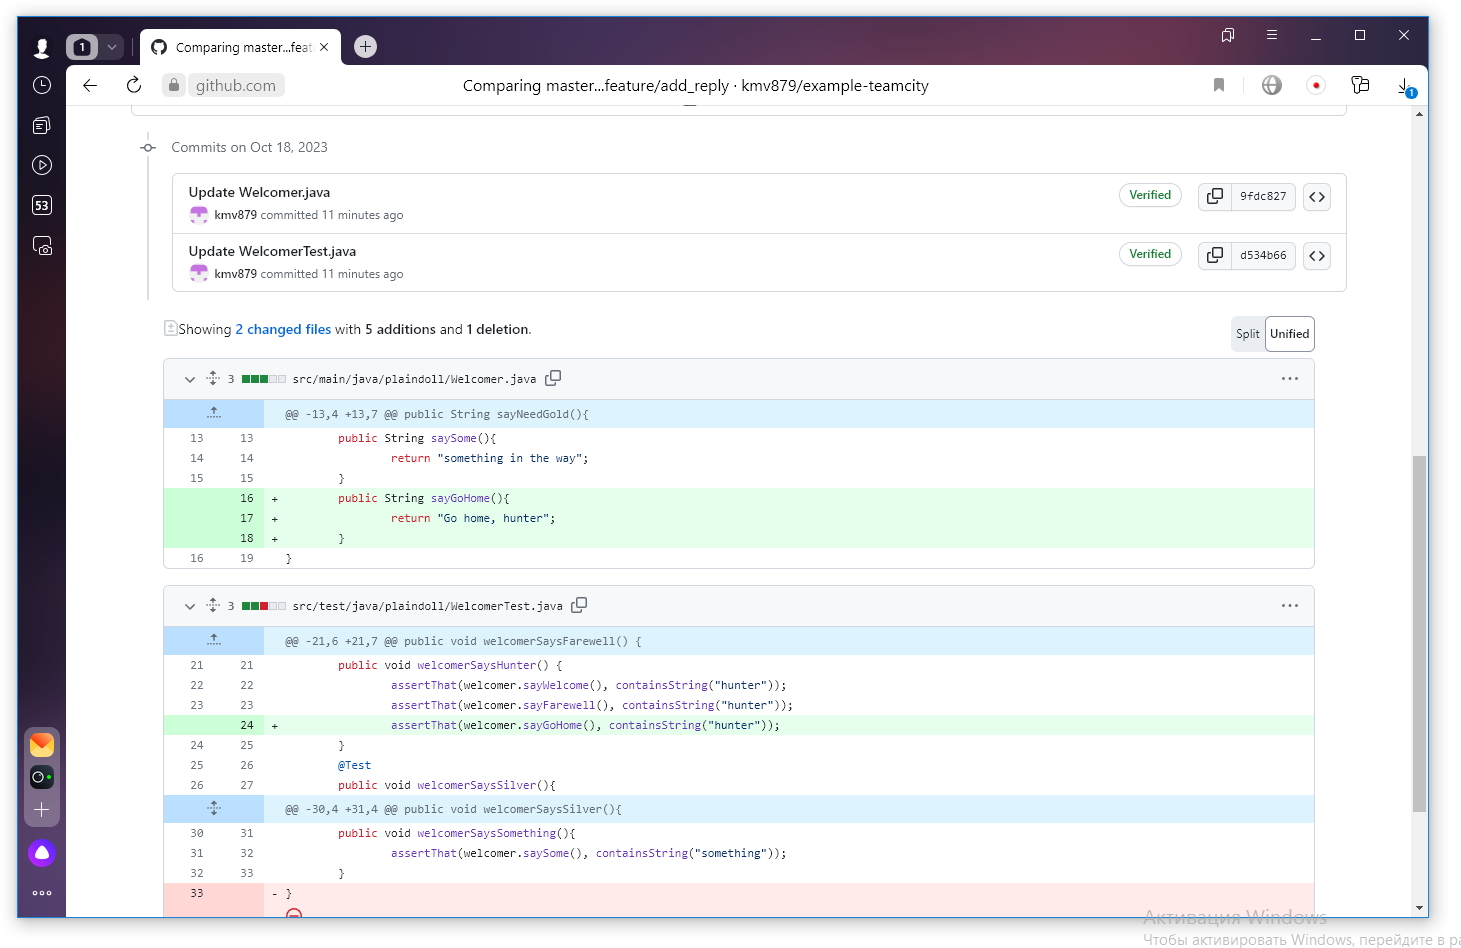 1
Comparing master...feat
github.com
Comparing master...feature/add_reply · kmv879/example-teamcity
1
53
Commits on Oct 18, 2023
Update Welcomer.java
kmv879 committed 11 minutes ago
Verified
9fdc827
Update WelcomerTest.java
kmv879 committed 11 minutes ago
Verified
d534b66
Showing 2 changed files with 5 additions and 1 deletion.
Split Unified
3 src/main/java/plaindoll/Welcomer.java
@@ -13,4 +13,7 @@ public String sayNeedGold(){
13 13 public String saySome(){
14 14 return "something in the way";
15 15 }
16 + public String sayGoHome(){
17 + return "Go home, hunter";
18 + }
16 19 }
3 src/test/java/plaindoll/WelcomerTest.java
@@ -21,6 +21,7 @@ public void welcomerSaysFarewell() {
21 21 public void welcomerSaysHunter() {
22 22 assertThat(welcomer.sayWelcome(), containsString("hunter"));
23 23 assertThat(welcomer.sayFarewell(), containsString("hunter"));
24 + assertThat(welcomer.sayGoHome(), containsString("hunter"));
24 25 }
25 26 @Test
26 27 public void welcomerSaysSilver(){
@@ -30,4 +31,4 @@ public void welcomerSaysSilver(){
30 31 public void welcomerSaysSomething(){
31 32 assertThat(welcomer.saySome(), containsString("something"));
32 33 }
33 - }
Активация Windows
Чтобы активировать Windows, перейдите в